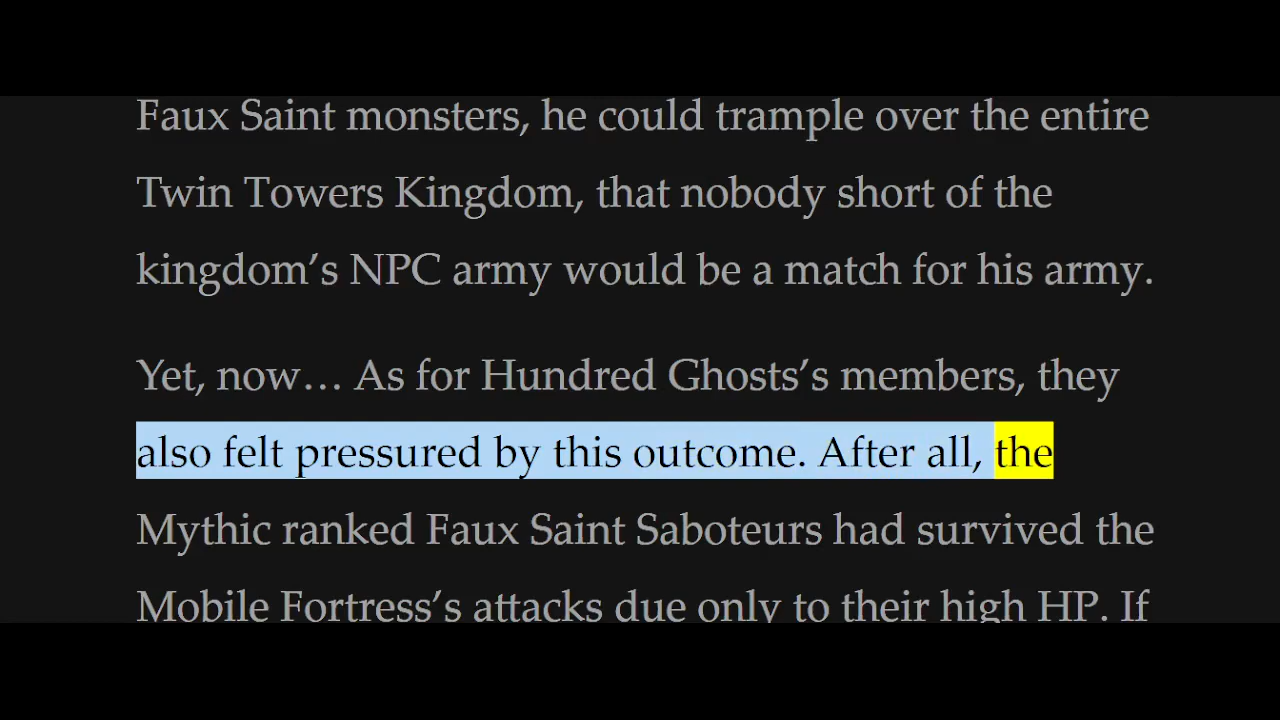 Faux Saint monsters, he could trample over the entire
Twin Towers Kingdom, that nobody short of the
kingdom’s NPC army would be a match for his army.
Yet, now… As for Hundred Ghosts’s members, they
also felt pressured by this outcome. After all, the
Mythic ranked Faux Saint Saboteurs had survived the
Mobile Fortress’s attacks due only to their high HP. If